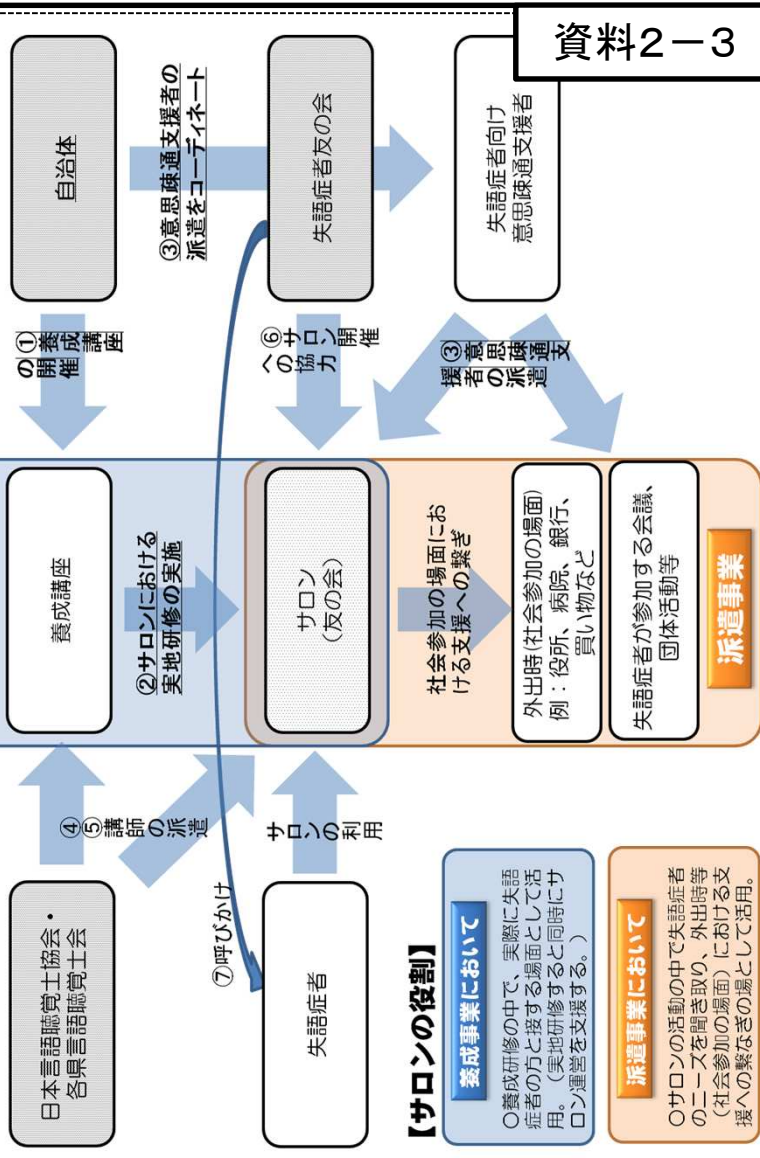 資料2-3
日本言語聴覚士協会・
各県言語聴覚士会
失語症者
④⑤講師の
派遣
サロンの
利用
⑦呼びかけ
養成講座
②サロンにおける
実地研修の実施
サロン
(友の会)
社会参加の場面にお
ける支援への繋ぎ
外出時(社会参加の場面)
例:役所、病院、銀行、
買い物など
失語症者が参加する会議、
団体活動等
派遣事業
①養成講座
の開催
⑥サロン開催
への協力
③意思疎通支
援者の派遣
自治体
③意思疎通支援者の
派遣をコーディネート
失語症者友の会
失語症者向け
意思疎通支援者
【サロンの役割】
養成事業において
○養成研修の中で、実際に失語
症者の方と接する場面として活
用。(実地研修すると同時にサ
ロン運営を支援する。)
派遣事業において
○サロンの活動の中で失語症者
のニーズを聞き取り、外出時等
(社会参加の場面)における支
援への繋なぎの場として活用。